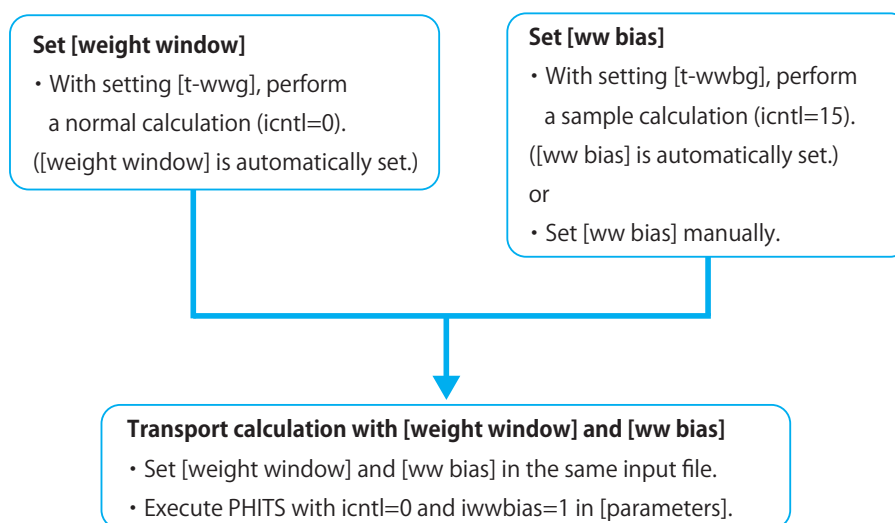 Set [weight window]
・With setting [t-wwg], perform
a normal calculation (icntl=0).
([weight window] is automatically set.)
Set [ww bias]
・With setting [t-wwbg], perform
a sample calculation (icntl=15).
([ww bias] is automatically set.)
or
・Set [ww bias] manually.
Transport calculation with [weight window] and [ww bias]
・Set [weight window] and [ww bias] in the same input file.
・Execute PHITS with icntl=0 and iwwbias=1 in [parameters].